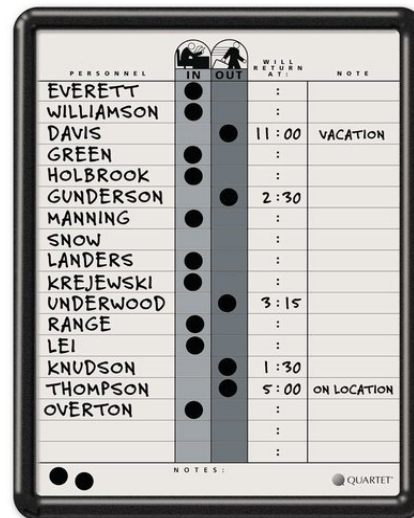 PERSONNEL IN OUT WILL RETURN AT: NOTE
EVERETT :
WILLIAMSON :
DAVIS 11:00 VACATION
GREEN :
HOLBROOK :
GUNDERSON 2:30
MANNING :
SNOW :
LANDERS :
KREJEWSKI :
UNDERWOOD 3:15
RANGE :
LEI :
KNUDSON 1:30
THOMPSON 5:00 ON LOCATION
OVERTON :
:
:
NOTES:
QUARTET